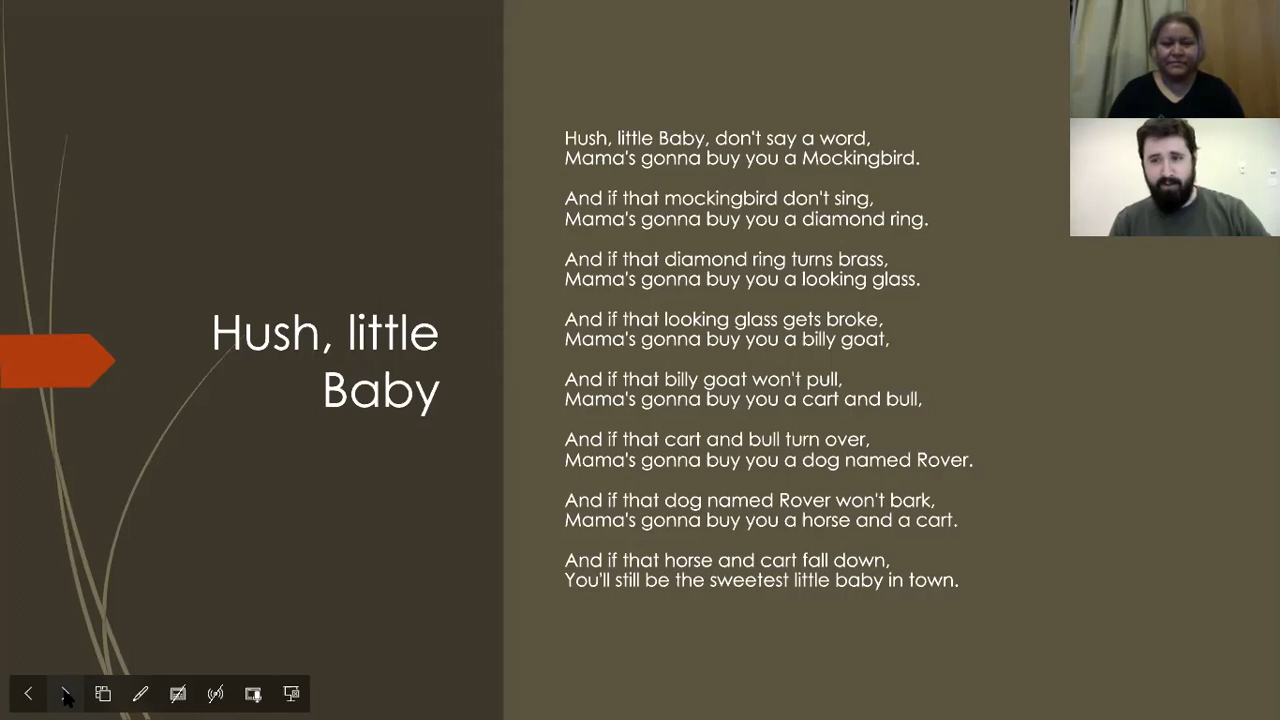 Hush, little
Baby
Hush, little Baby, don't say a word,
Mama's gonna buy you a Mockingbird.
And if that mockingbird don't sing,
Mama's gonna buy you a diamond ring.
And if that diamond ring turns brass,
Mama's gonna buy you a looking glass.
And if that looking glass gets broke,
Mama's gonna buy you a billy goat,
And if that billy goat won't pull,
Mama's gonna buy you a cart and bull,
And if that cart and bull turn over,
Mama's gonna buy you a dog named Rover.
And if that dog named Rover won't bark,
Mama's gonna buy you a horse and a cart.
And if that horse and cart fall down,
You'll still be the sweetest little baby in town.